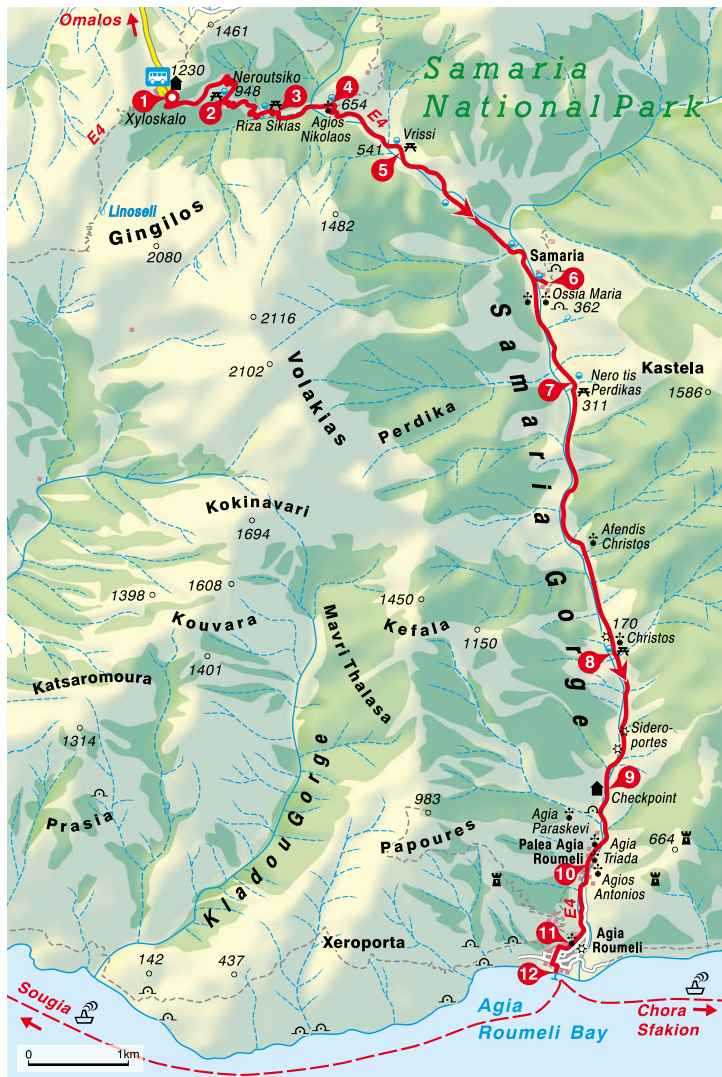 Omalos
1461
1230
Neroutsiko
948
1
Xyloskalo
2
Riza Sikias
3
4
654
Agios
Nikolaos
E4
E4
Samaria
National Park
Vrissi
541
5
Linoseli
Gingilos
2080
1482
Samaria
6
Ossia Maria
362
2116
2102
Volakias
Perdika
Samaria Gorge
7
Nero tis
Perdikas
311
Kastela
1586
Kokinavari
1694
Afendis
Christos
1398
1608
Kouvara
1401
1450
Kefala
1150
Mavri Thalasa
170
Christos
8
Katsaromoura
1314
Sidero-
portes
Kladou Gorge
9
Checkpoint
Prasia
983
Papoures
Agia
Paraskevi
Palea Agia
Roumeli
Agia
Triada
664
10
Agios
Antonios
E4
Xeroporta
11
Agia
Roumeli
142
437
12
Sougia
Agia
Roumeli Bay
Chora
Sfakion
0
1km